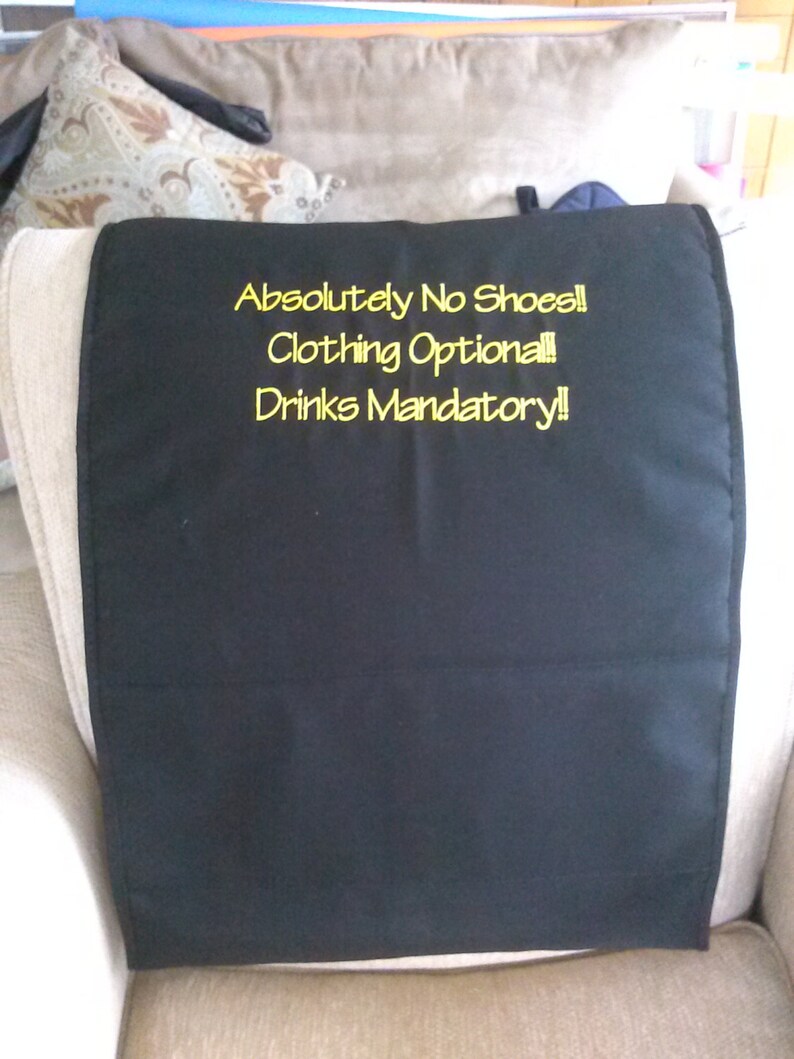 Absolutely No Shoes!!
Clothing Optional!!!
Drinks Mandatory!!